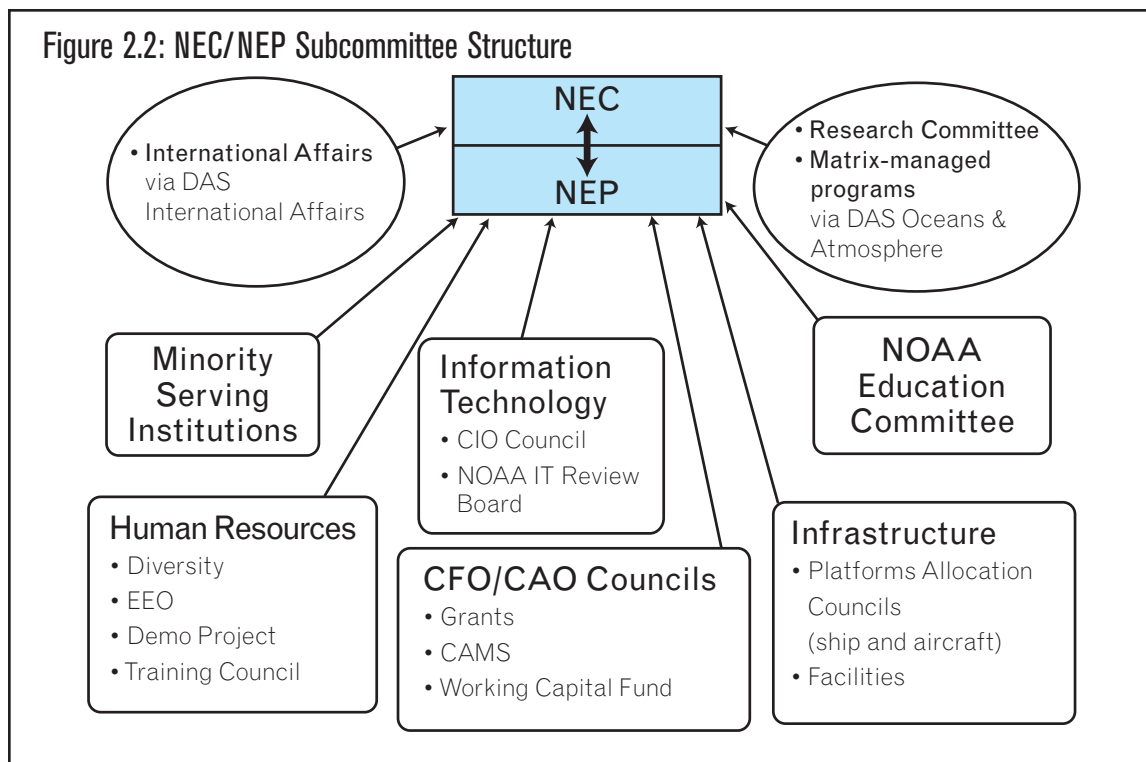 Figure 2.2: NEC/NEP Subcommittee Structure
NEC
NEP
• International Affairs
via DAS
International Affairs
• Research Committee
• Matrix-managed
programs
via DAS Oceans &
Atmosphere
Minority
Serving
Institutions
Information
Technology
• CIO Council
• NOAA IT Review
Board
NOAA
Education
Committee
Human Resources
• Diversity
• EEO
• Demo Project
• Training Council
CFO/CAO Councils
• Grants
• CAMS
• Working Capital Fund
Infrastructure
• Platforms Allocation
Councils
(ship and aircraft)
• Facilities